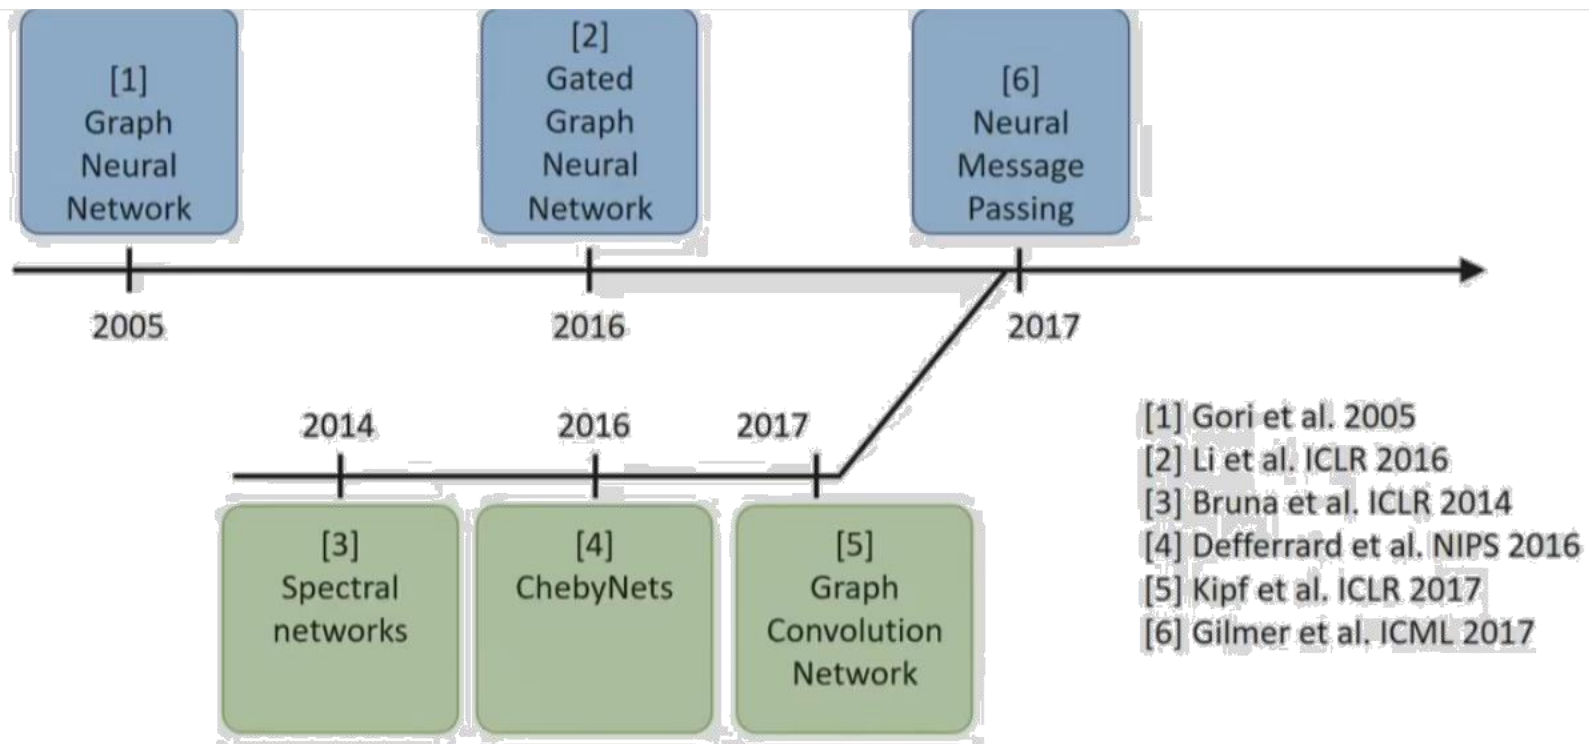 [1]
Graph
Neural
Network
[2]
Gated
Graph
Neural
Network
[6]
Neural
Message
Passing
2005
2016
2017
2014
2016
2017
[3]
Spectral
networks
[4]
ChebyNets
[5]
Graph
Convolution
Network
[1] Gori et al. 2005
[2] Li et al. ICLR 2016
[3] Bruna et al. ICLR 2014
[4] Defferrard et al. NIPS 2016
[5] Kipf et al. ICLR 2017
[6] Gilmer et al. ICML 2017